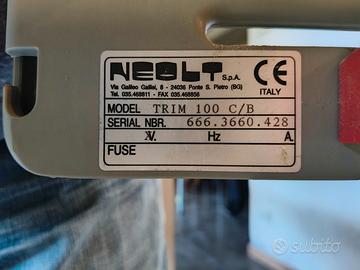 NEOLT S.p.A.
Via Galileo Galilei, 8 - 24036 Ponte S. Pietro (BG)
Tel. 035.468811 - FAX 035.468856
CE
ITALY
MODEL TRIM 100 C/B
SERIAL NBR. 666.3660.428
V. Hz A.
FUSE
subito